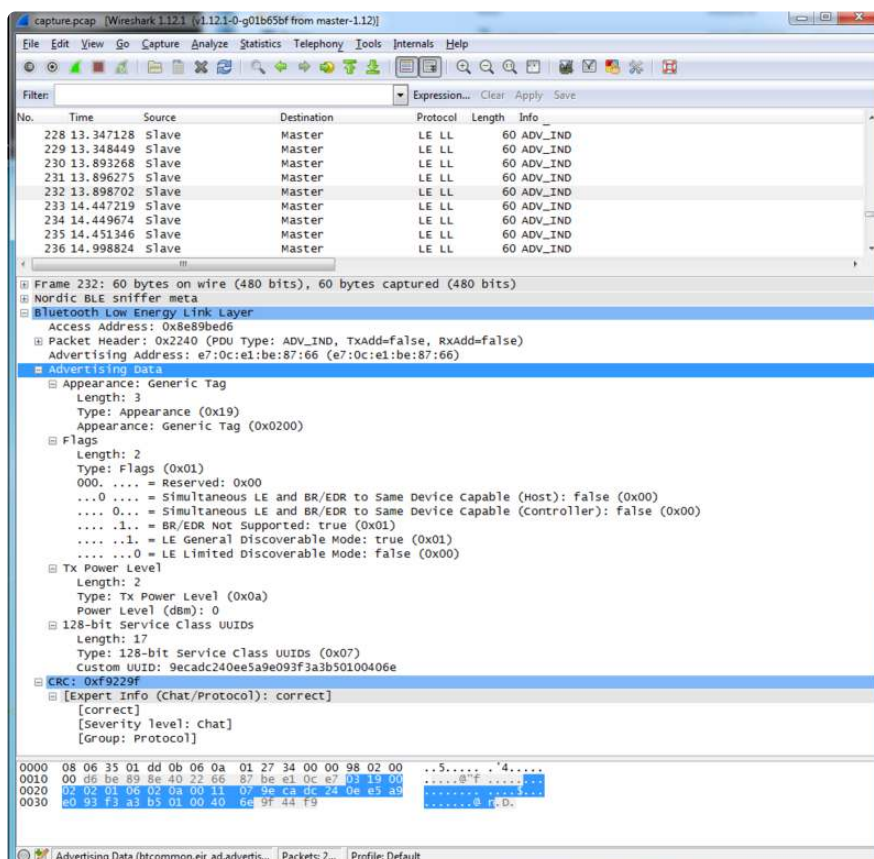 capture.pcap [Wireshark 1.12.1 (v1.12.1-0-g01b65bf from master-1.12)]
File Edit View Go Capture Analyze Statistics Telephony Tools Internals Help
Filter: Expression... Clear Apply Save
No. Time Source Destination Protocol Length Info
228 13.347128 Slave Master LE LL 60 ADV_IND
229 13.348449 Slave Master LE LL 60 ADV_IND
230 13.893268 Slave Master LE LL 60 ADV_IND
231 13.896275 Slave Master LE LL 60 ADV_IND
232 13.898702 Slave Master LE LL 60 ADV_IND
233 14.447219 Slave Master LE LL 60 ADV_IND
234 14.449674 Slave Master LE LL 60 ADV_IND
235 14.451346 Slave Master LE LL 60 ADV_IND
236 14.998824 Slave Master LE LL 60 ADV_IND
Frame 232: 60 bytes on wire (480 bits), 60 bytes captured (480 bits)
Nordic BLE sniffer meta
Bluetooth Low Energy Link Layer
Access Address: 0x8e89bed6
Packet Header: 0x2240 (PDU Type: ADV_IND, TxAdd=false, RxAdd=false)
Advertising Address: e7:0c:e1:be:87:66 (e7:0c:e1:be:87:66)
Advertising Data
Appearance: Generic Tag
Length: 3
Type: Appearance (0x19)
Appearance: Generic Tag (0x0200)
Flags
Length: 2
Type: Flags (0x01)
000. .... = Reserved: 0x00
...0 .... = Simultaneous LE and BR/EDR to Same Device Capable (Host): false (0x00)
.... 0... = Simultaneous LE and BR/EDR to Same Device Capable (Controller): false (0x00)
.... .1.. = BR/EDR Not Supported: true (0x01)
.... ..1. = LE General Discoverable Mode: true (0x01)
.... ...0 = LE Limited Discoverable Mode: false (0x00)
Tx Power Level
Length: 2
Type: Tx Power Level (0x0a)
Power Level (dBm): 0
128-bit Service Class UUIDs
Length: 17
Type: 128-bit Service Class UUIDs (0x07)
Custom UUID: 9ecadc240ee5a9e093f3a3b50100406e
CRC: 0xf9229f
[Expert Info (Chat/Protocol): correct]
[correct]
[Severity level: Chat]
[Group: Protocol]
0000 08 06 35 01 dd 0b 06 0a 01 27 34 00 00 98 02 00 ..5..... .'4.....
0010 00 d6 be 89 8e 40 22 66 87 be e1 0c e7 03 19 00 .....@"f ........
0020 02 02 01 06 02 0a 00 11 07 9e ca dc 24 0e e5 a9 ........ ....$...
0030 e0 93 f3 a3 b5 01 00 40 6e 9f 44 f9 .......@ n.D.
Advertising Data (btcommon.eir_ad.advertis... Packets: 2... Profile: Default